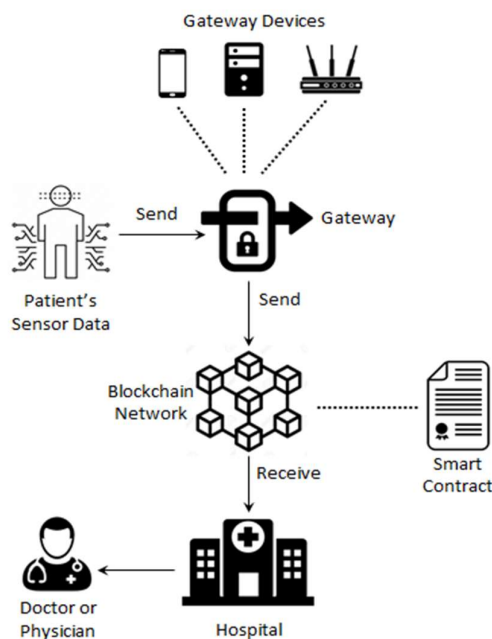 Gateway Devices
Send
Gateway
Patient's
Sensor Data
Send
Blockchain
Network
Smart
Contract
Receive
Doctor or
Physician
Hospital